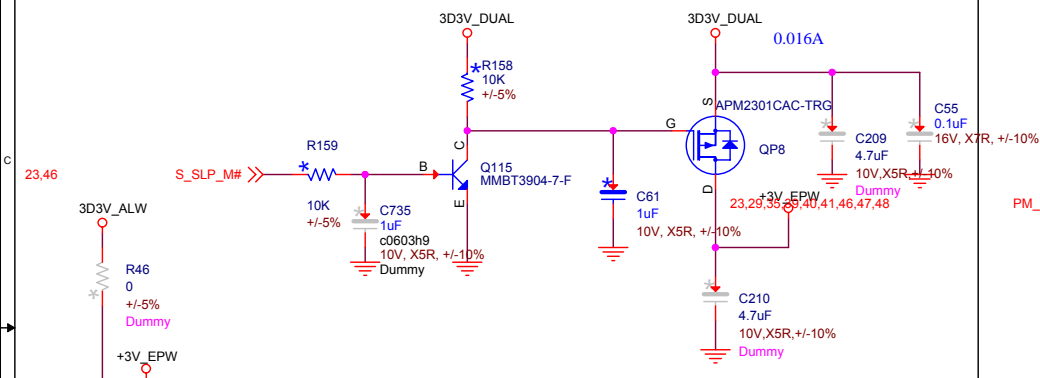 3D3V_DUAL
3D3V_DUAL
0.016A
*
R158
10K
+/-5%
S
APM2301CAC-TRG
C55
0.1uF
16V, X7R, +/-10%
*
*
G
C209
4.7uF
10V,X5R,+/-10%
Dummy
QP8
R159
*
10K
+/-5%
C
B
E
Q115
MMBT3904-7-F
C
23,46
S_SLP_M#
*
C61
1uF
10V, X5R, +/-10%
D
+3V_EPW
23,29,35,39,40,41,46,47,48
PM_
3D3V_ALW
*
C735
1uF
c0603h9
10V, X5R, +/-10%
Dummy
R46
0
+/-5%
Dummy
*
*
C210
4.7uF
10V,X5R,+/-10%
Dummy
+3V_EPW